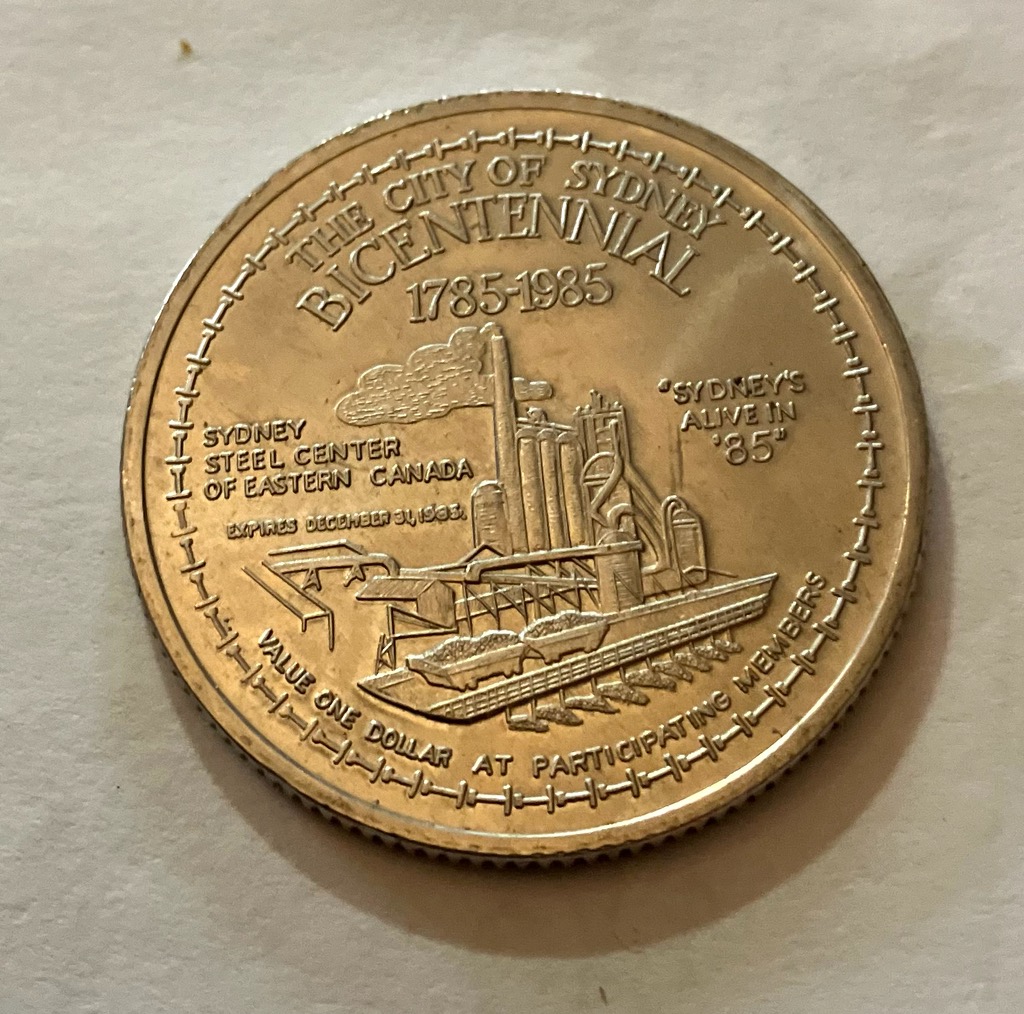 THE CITY OF SYDNEY
BICENTENNIAL
1785-1985
"SYDNEY'S
ALIVE IN
'85"
SYDNEY
STEEL CENTER
OF EASTERN CANADA
EXPIRES DECEMBER 31, 1985.
VALUE ONE DOLLAR AT PARTICIPATING MEMBERS